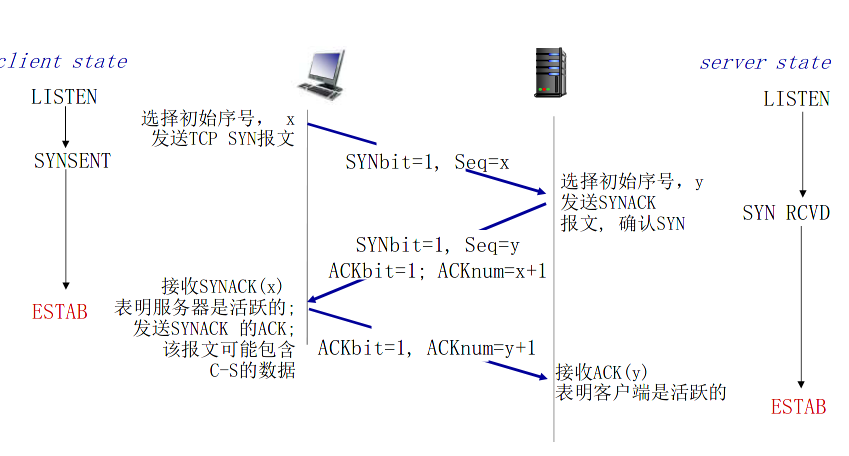 client state
server state
LISTEN
LISTEN
选择初始序号， x
发送TCP SYN报文
SYNSENT
SYNbit=1, Seq=x
选择初始序号，y
发送SYNACK
报文, 确认SYN
SYN RCVD
SYNbit=1, Seq=y
ACKbit=1; ACKnum=x+1
接收SYNACK(x)
表明服务器是活跃的;
发送SYNACK 的ACK;
该报文可能包含
C-S的数据
ESTAB
ACKbit=1, ACKnum=y+1
接收ACK(y)
表明客户端是活跃的
ESTAB